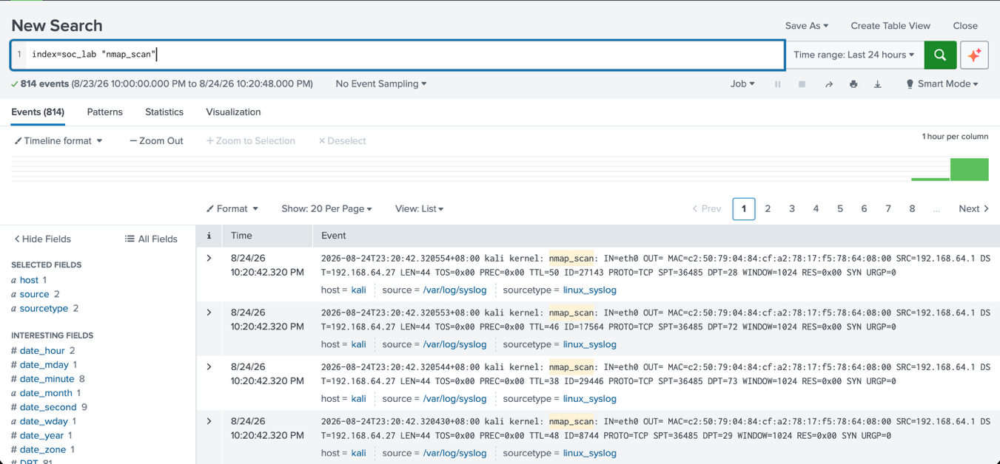 New Search
Save As
Create Table View
Close
1 index=soc_lab "nmap_scan"
Time range: Last 24 hours
814 events (8/23/26 10:00:00.000 PM to 8/24/26 10:20:48.000 PM)
No Event Sampling
Job
Smart Mode
Events (814)
Patterns
Statistics
Visualization
Timeline format
Zoom Out
Zoom to Selection
Deselect
1 hour per column
Format
Show: 20 Per Page
View: List
Prev 1 2 3 4 5 6 7 8 ... Next
Hide Fields
All Fields
SELECTED FIELDS
a host 1
a source 2
a sourcetype 2
INTERESTING FIELDS
# date_hour 2
# date_mday 1
# date_minute 8
a date_month 1
# date_second 9
a date_wday 1
# date_year 1
# date_zone 1
# DPT 81
i Time Event
8/24/26
10:20:42.320 PM
2026-08-24T23:20:42.320554+08:00 kali kernel: nmap_scan: IN=eth0 OUT= MAC=c2:50:79:04:84:cf:a2:78:17:f5:78:64:08:00 SRC=192.168.64.1 DS
T=192.168.64.27 LEN=44 TOS=0x00 PREC=0x00 TTL=50 ID=27143 PROTO=TCP SPT=36485 DPT=28 WINDOW=1024 RES=0x00 SYN URGP=0
host = kali source = /var/log/syslog sourcetype = linux_syslog
8/24/26
10:20:42.320 PM
2026-08-24T23:20:42.320553+08:00 kali kernel: nmap_scan: IN=eth0 OUT= MAC=c2:50:79:04:84:cf:a2:78:17:f5:78:64:08:00 SRC=192.168.64.1 DS
T=192.168.64.27 LEN=44 TOS=0x00 PREC=0x00 TTL=46 ID=17564 PROTO=TCP SPT=36485 DPT=72 WINDOW=1024 RES=0x00 SYN URGP=0
host = kali source = /var/log/syslog sourcetype = linux_syslog
8/24/26
10:20:42.320 PM
2026-08-24T23:20:42.320544+08:00 kali kernel: nmap_scan: IN=eth0 OUT= MAC=c2:50:79:04:84:cf:a2:78:17:f5:78:64:08:00 SRC=192.168.64.1 DS
T=192.168.64.27 LEN=44 TOS=0x00 PREC=0x00 TTL=38 ID=29446 PROTO=TCP SPT=36485 DPT=73 WINDOW=1024 RES=0x00 SYN URGP=0
host = kali source = /var/log/syslog sourcetype = linux_syslog
8/24/26
10:20:42.320 PM
2026-08-24T23:20:42.320430+08:00 kali kernel: nmap_scan: IN=eth0 OUT= MAC=c2:50:79:04:84:cf:a2:78:17:f5:78:64:08:00 SRC=192.168.64.1 DS
T=192.168.64.27 LEN=44 TOS=0x00 PREC=0x00 TTL=48 ID=8744 PROTO=TCP SPT=36485 DPT=29 WINDOW=1024 RES=0x00 SYN URGP=0
host = kali source = /var/log/syslog sourcetype = linux_syslog